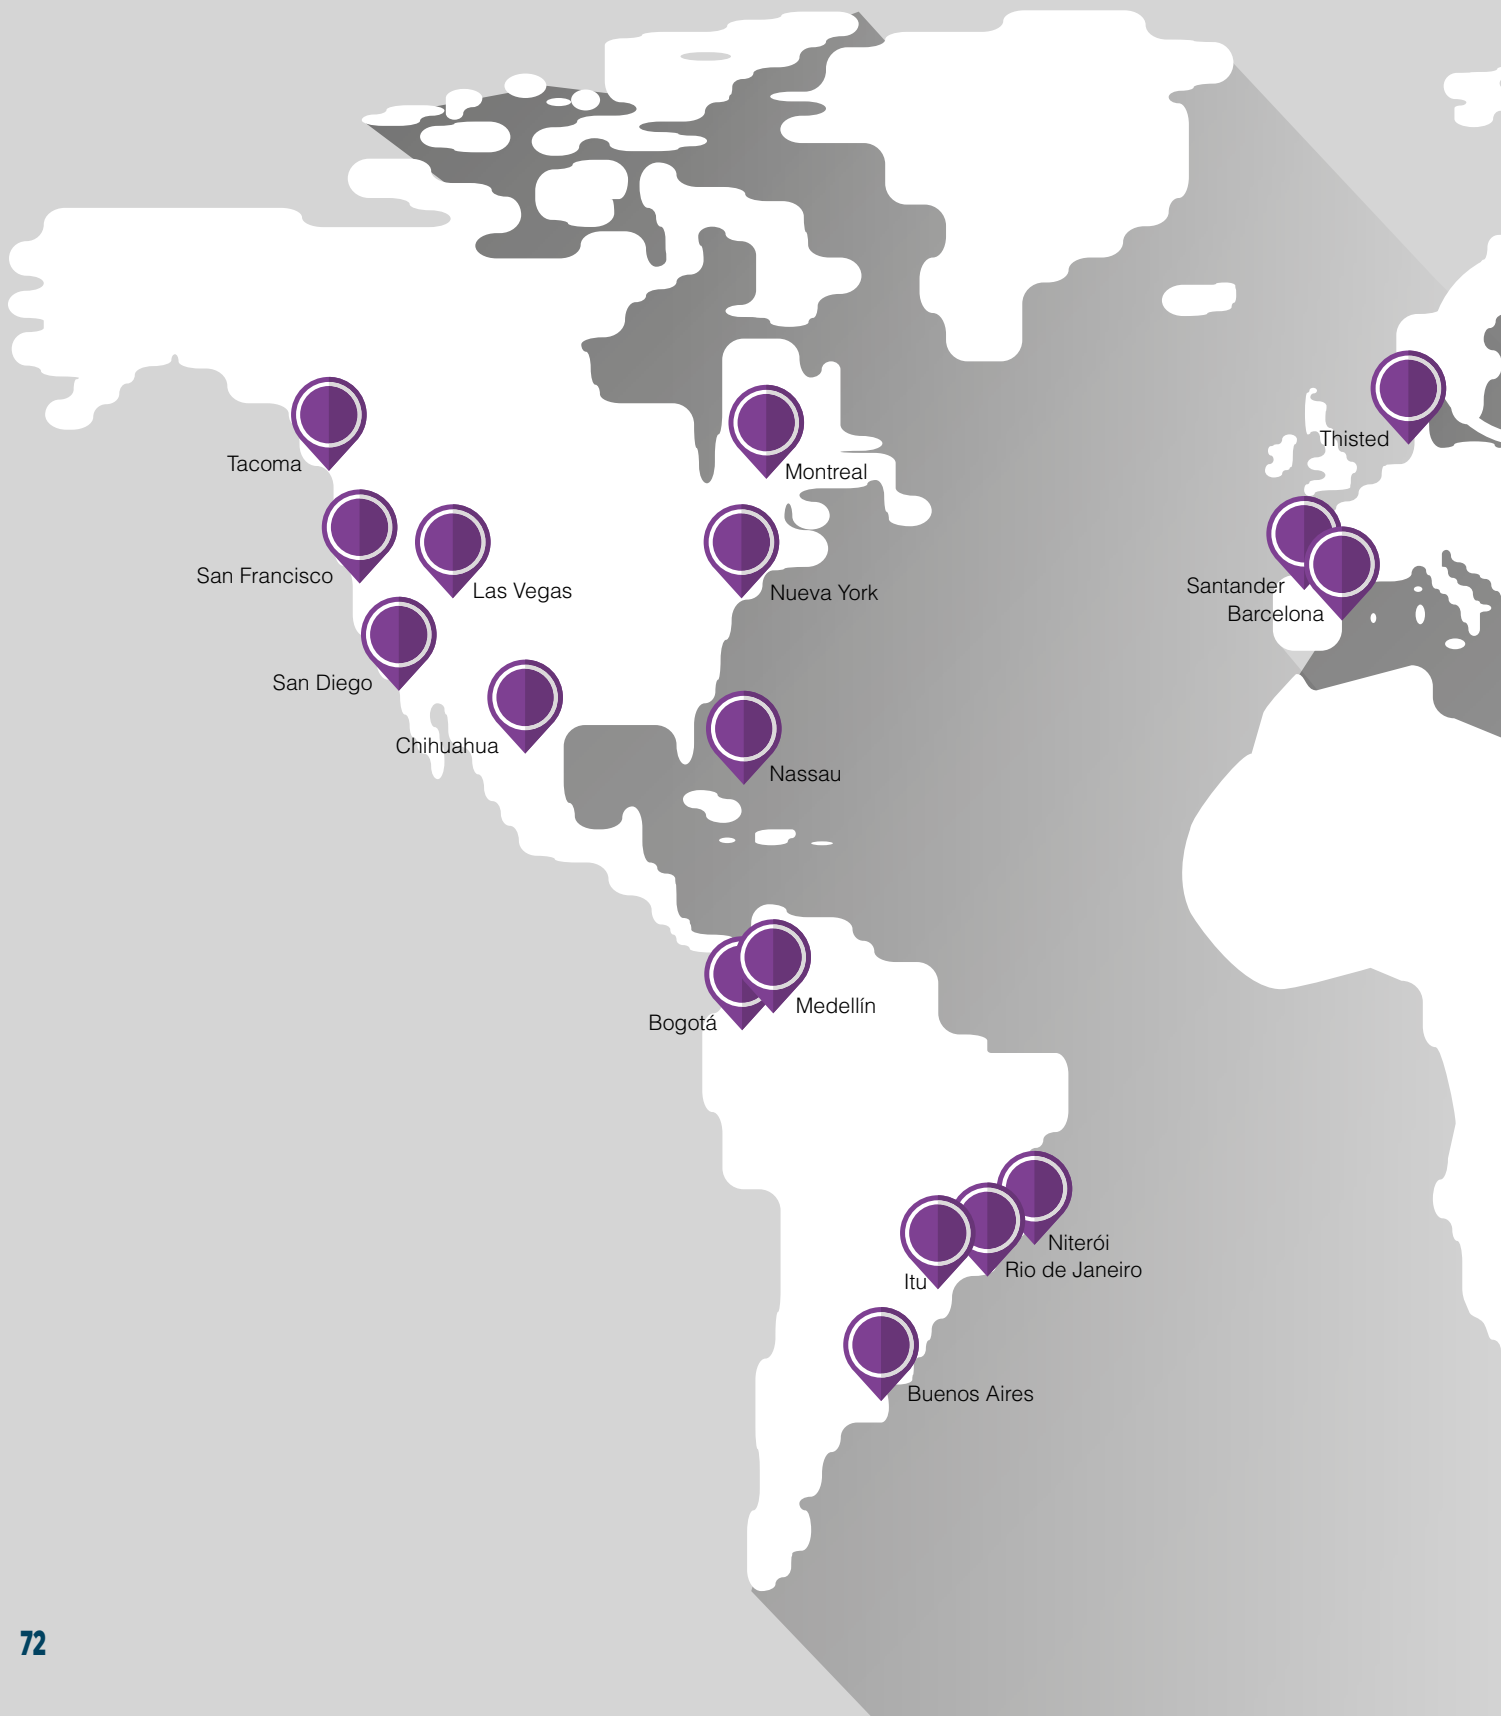 Thisted
Tacoma
Montreal
San Francisco
Las Vegas
Nueva York
Santander
Barcelona
San Diego
Chihuahua
Nassau
Medellín
Bogotá
Niterói
Rio de Janeiro
Itu
Buenos Aires
72